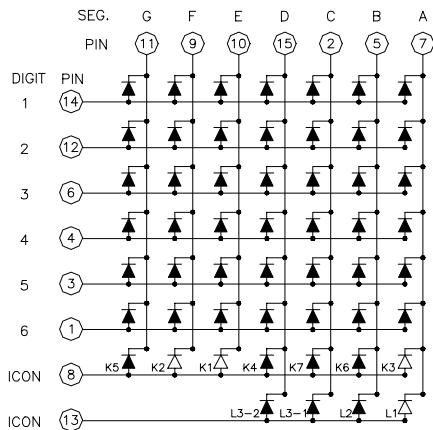 SEG. G F E D C B A
PIN 11 9 10 15 2 5 7
DIGIT PIN
1 14
2 12
3 6
4 4
5 3
6 1
ICON 8 K5 K2 K1 K4 K7 K6 K3
ICON 13 L3-2 L3-1 L2 L1